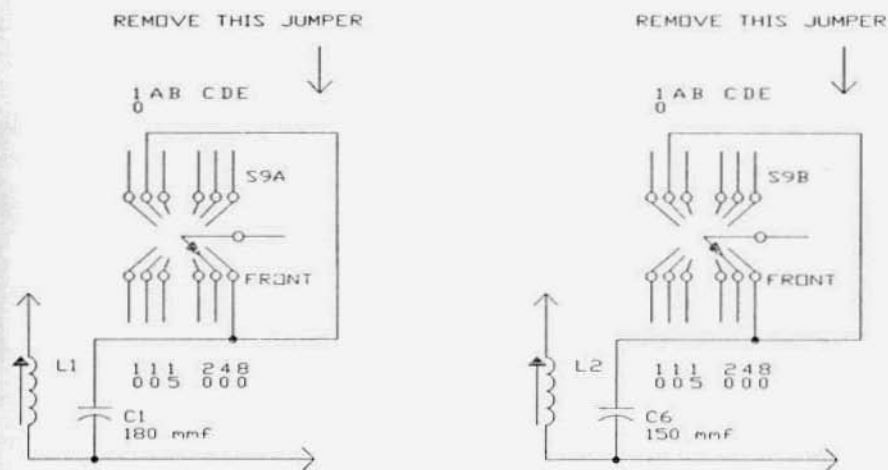 REMOVE THIS JUMPER
1AB CDE
0
S9A
FRONT
L1
111 248
005 000
C1
180 mmf
REMOVE THIS JUMPER
1AB CDE
0
S9B
FRONT
L2
111 248
005 000
C6
150 mmf